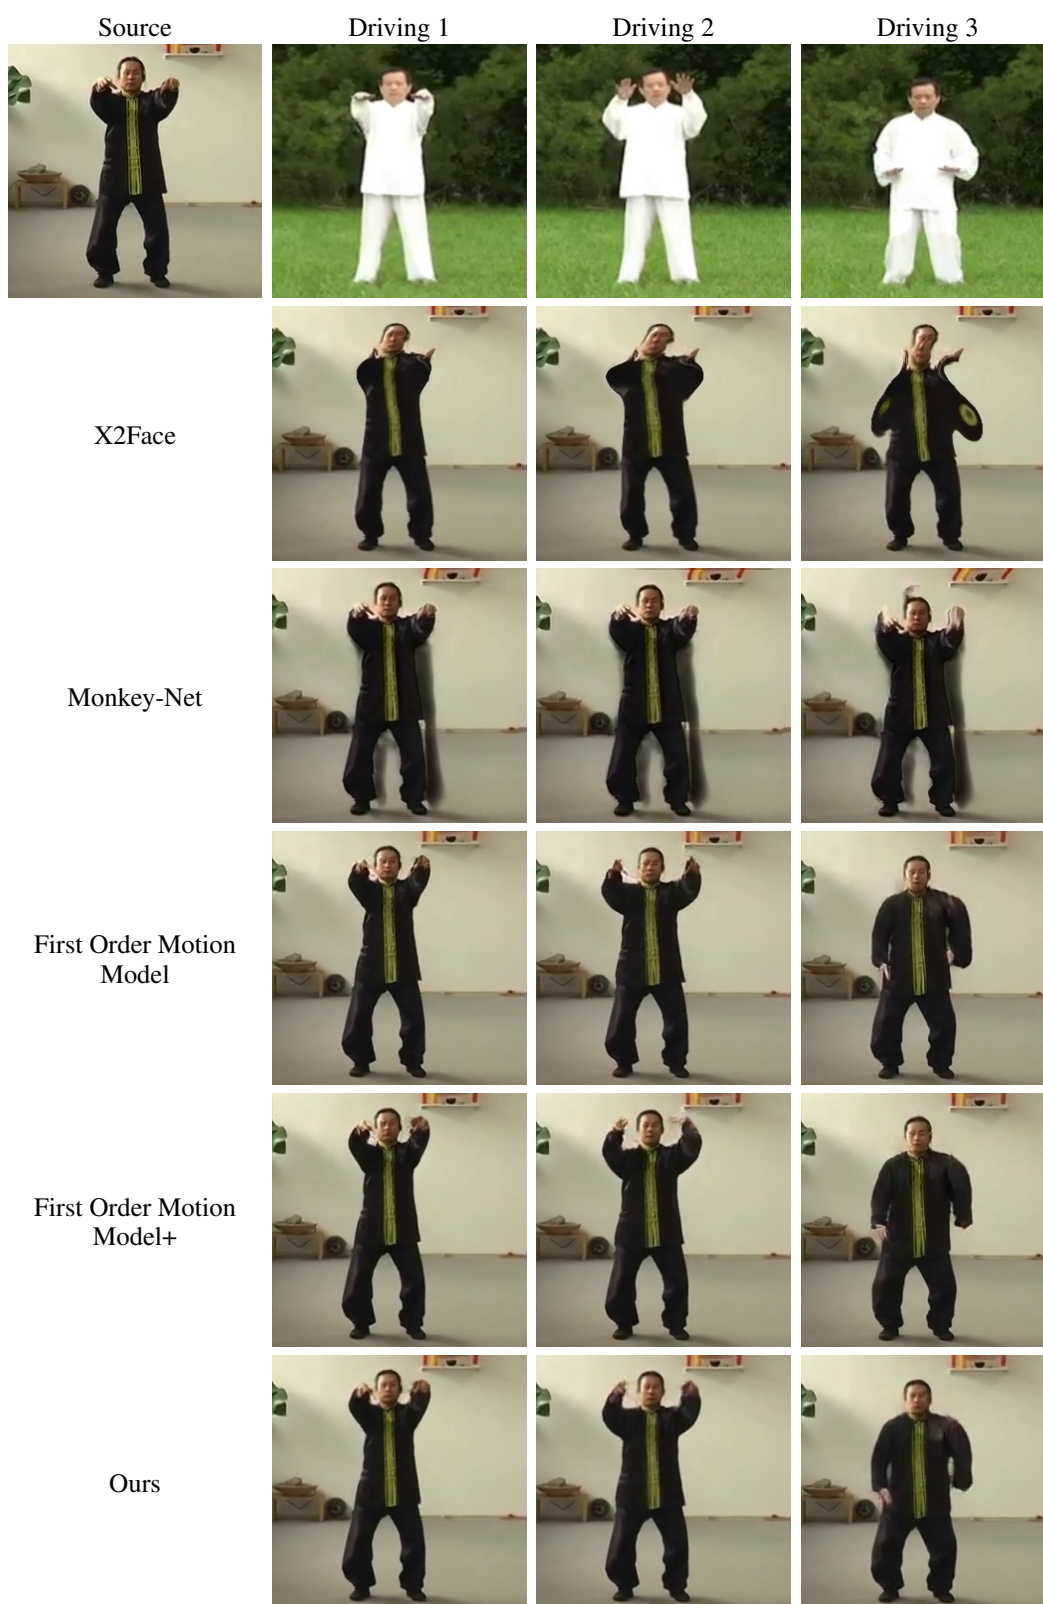 Source
Driving 1
Driving 2
Driving 3
X2Face
Monkey-Net
First Order Motion
Model
First Order Motion
Model+
Ours